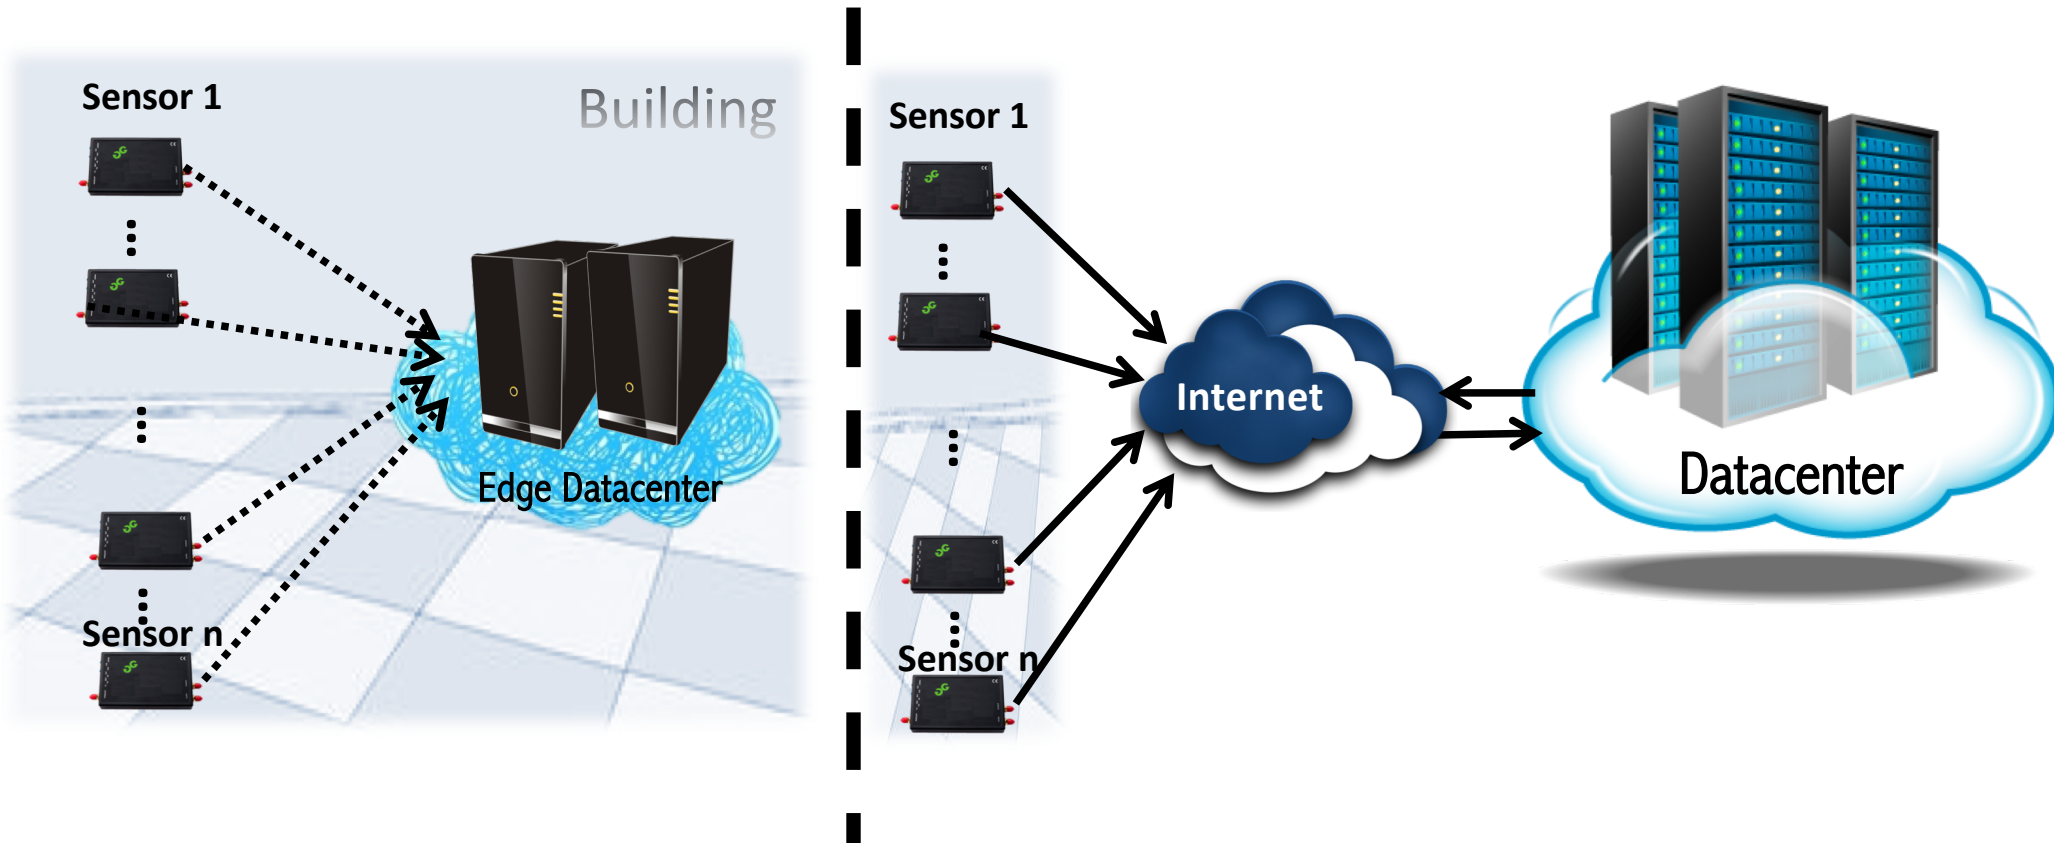 Sensor 1
Building
Edge Datacenter
Sensor n
Sensor 1
Internet
Datacenter
Sensor n